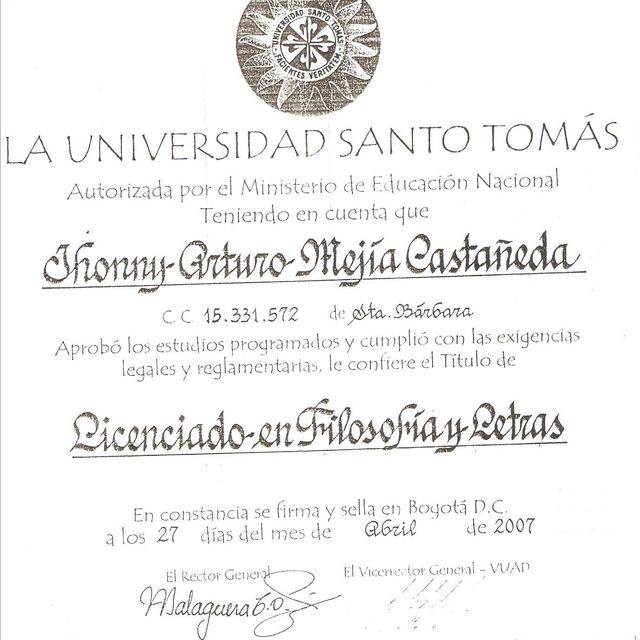 UNIVERSIDAD SANTO TOMAS
FACIENTES VERITATEM
LA UNIVERSIDAD SANTO TOMÁS
Autorizada por el Ministerio de Educación Nacional
Teniendo en cuenta que
Jhonny-Arturo-Mejía Castañeda
C. C. 15.331.572 de Sta. Bárbara
Aprobó los estudios programados y cumplió con las exigencias
legales y reglamentarias, le confiere el Título de
Licenciado-en Filosofía y Letras
En constancia se firma y sella en Bogotá D.C.
a los 27 días del mes de Abril de 2007
El Rector General El Vicerrector General - VUAD